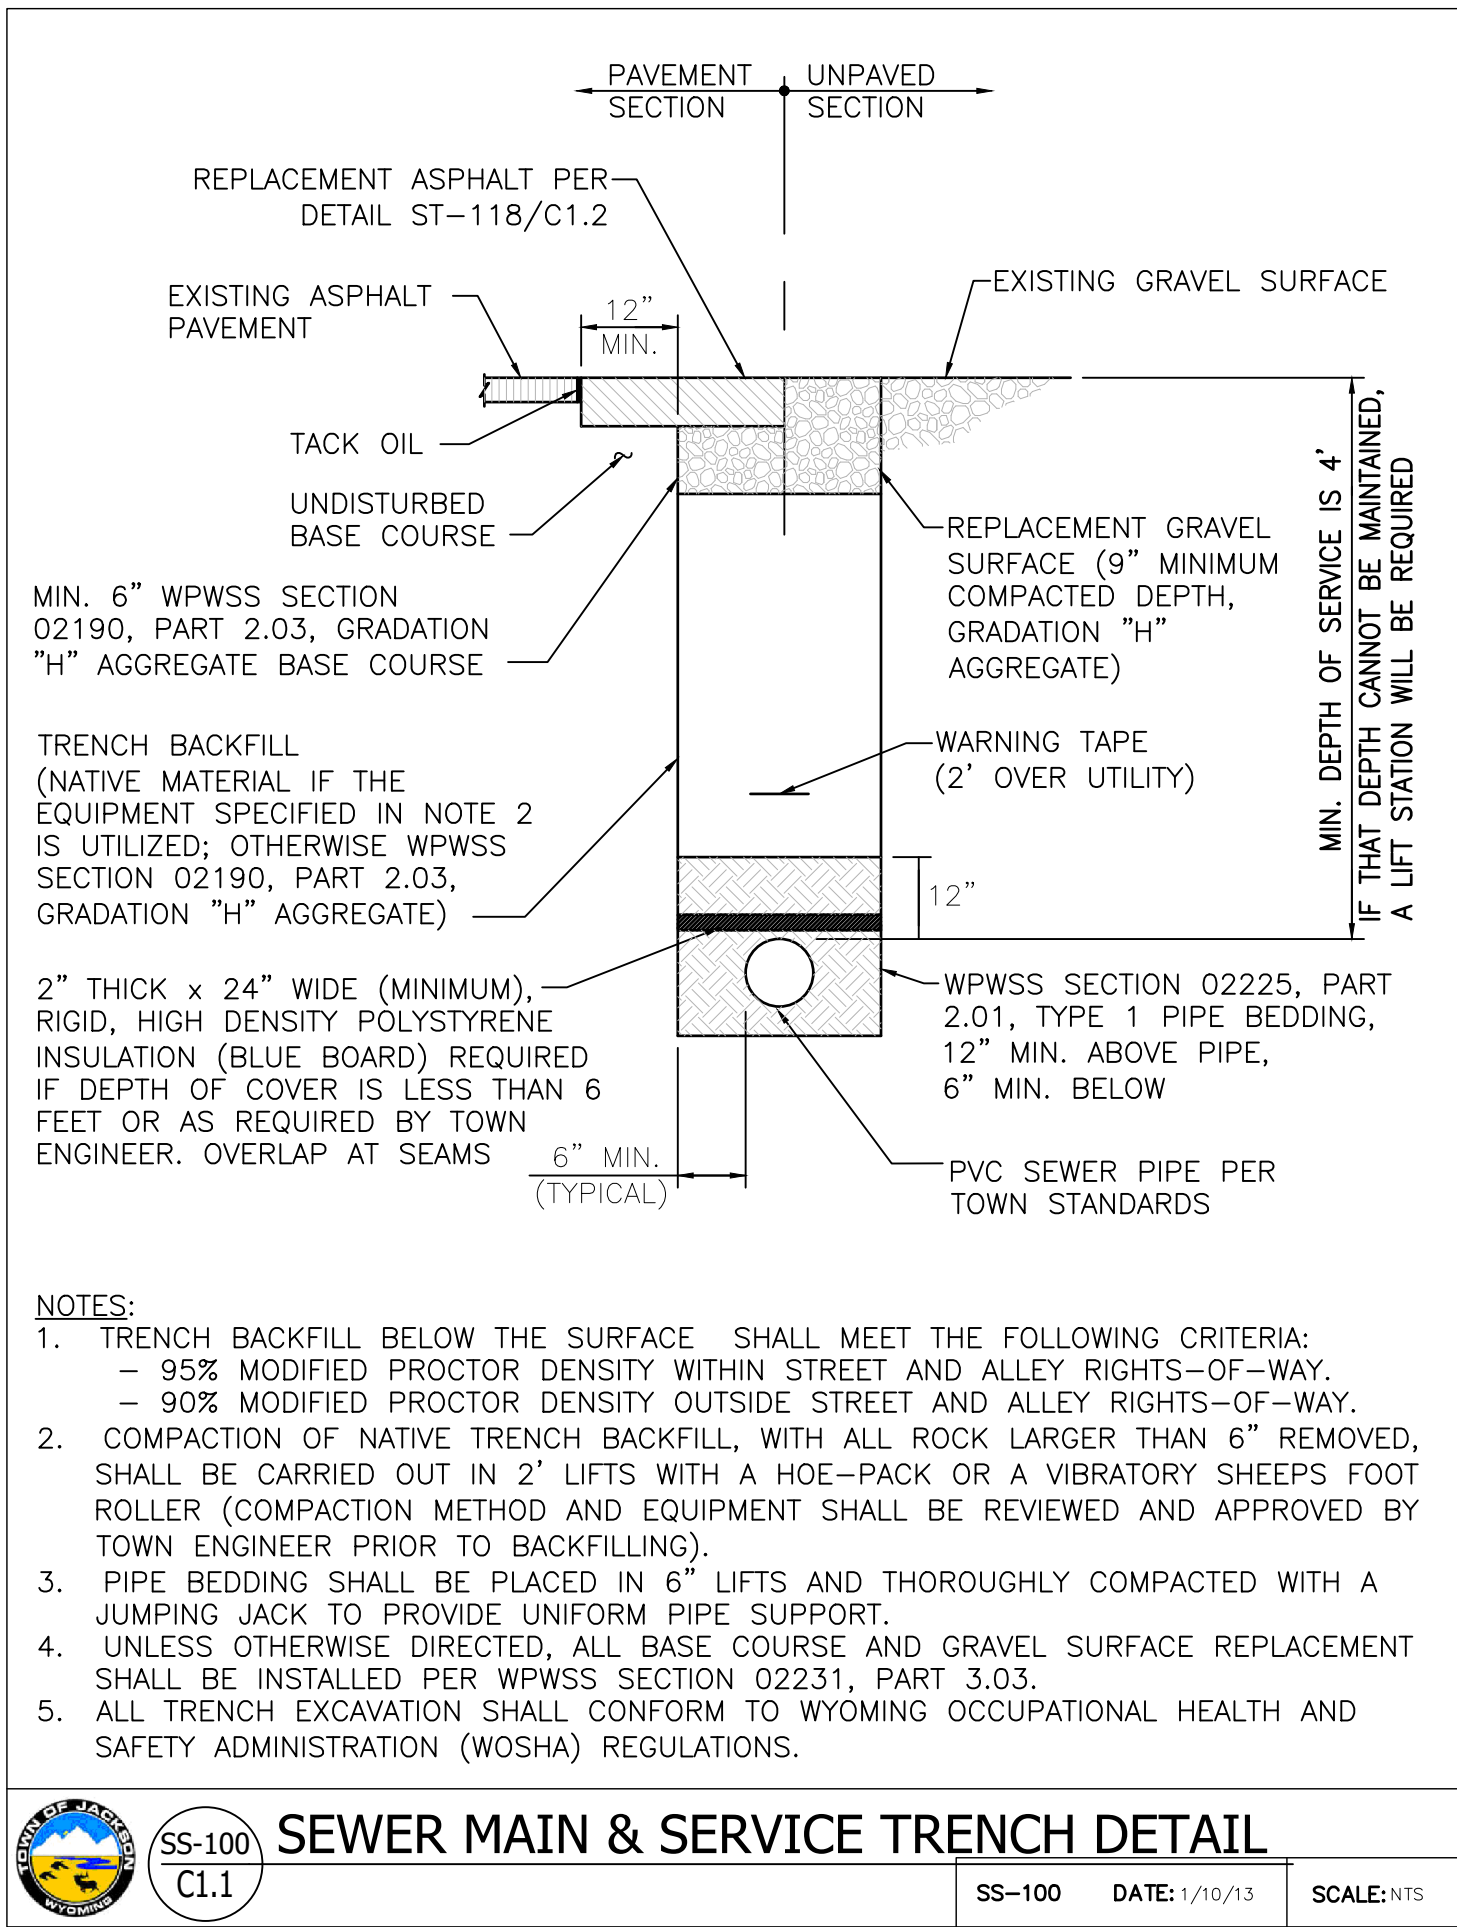 PAVEMENT
SECTION
UNPAVED
SECTION
REPLACEMENT ASPHALT PER
DETAIL ST-118/C1.2
EXISTING ASPHALT
PAVEMENT
12"
MIN.
EXISTING GRAVEL SURFACE
TACK OIL
UNDISTURBED
BASE COURSE
MIN. 6" WPWSS SECTION
02190, PART 2.03, GRADATION
"H" AGGREGATE BASE COURSE
REPLACEMENT GRAVEL
SURFACE (9" MINIMUM
COMPACTED DEPTH,
GRADATION "H"
AGGREGATE)
MIN. DEPTH OF SERVICE IS 4'
IF THAT DEPTH CANNOT BE MAINTAINED,
A LIFT STATION WILL BE REQUIRED
TRENCH BACKFILL
(NATIVE MATERIAL IF THE
EQUIPMENT SPECIFIED IN NOTE 2
IS UTILIZED; OTHERWISE WPWSS
SECTION 02190, PART 2.03,
GRADATION "H" AGGREGATE)
WARNING TAPE
(2' OVER UTILITY)
12"
2" THICK x 24" WIDE (MINIMUM),
RIGID, HIGH DENSITY POLYSTYRENE
INSULATION (BLUE BOARD) REQUIRED
IF DEPTH OF COVER IS LESS THAN 6
FEET OR AS REQUIRED BY TOWN
ENGINEER. OVERLAP AT SEAMS
WPWSS SECTION 02225, PART
2.01, TYPE 1 PIPE BEDDING,
12" MIN. ABOVE PIPE,
6" MIN. BELOW
6" MIN.
(TYPICAL)
PVC SEWER PIPE PER
TOWN STANDARDS
NOTES:
1. TRENCH BACKFILL BELOW THE SURFACE SHALL MEET THE FOLLOWING CRITERIA:
- 95% MODIFIED PROCTOR DENSITY WITHIN STREET AND ALLEY RIGHTS-OF-WAY.
- 90% MODIFIED PROCTOR DENSITY OUTSIDE STREET AND ALLEY RIGHTS-OF-WAY.
2. COMPACTION OF NATIVE TRENCH BACKFILL, WITH ALL ROCK LARGER THAN 6" REMOVED,
SHALL BE CARRIED OUT IN 2' LIFTS WITH A HOE-PACK OR A VIBRATORY SHEEPS FOOT
ROLLER (COMPACTION METHOD AND EQUIPMENT SHALL BE REVIEWED AND APPROVED BY
TOWN ENGINEER PRIOR TO BACKFILLING).
3. PIPE BEDDING SHALL BE PLACED IN 6" LIFTS AND THOROUGHLY COMPACTED WITH A
JUMPING JACK TO PROVIDE UNIFORM PIPE SUPPORT.
4. UNLESS OTHERWISE DIRECTED, ALL BASE COURSE AND GRAVEL SURFACE REPLACEMENT
SHALL BE INSTALLED PER WPWSS SECTION 02231, PART 3.03.
5. ALL TRENCH EXCAVATION SHALL CONFORM TO WYOMING OCCUPATIONAL HEALTH AND
SAFETY ADMINISTRATION (WOSHA) REGULATIONS.
TOWN OF JACKSON
WYOMING
SS-100
C1.1
SEWER MAIN & SERVICE TRENCH DETAIL
SS-100 DATE: 1/10/13 SCALE: NTS